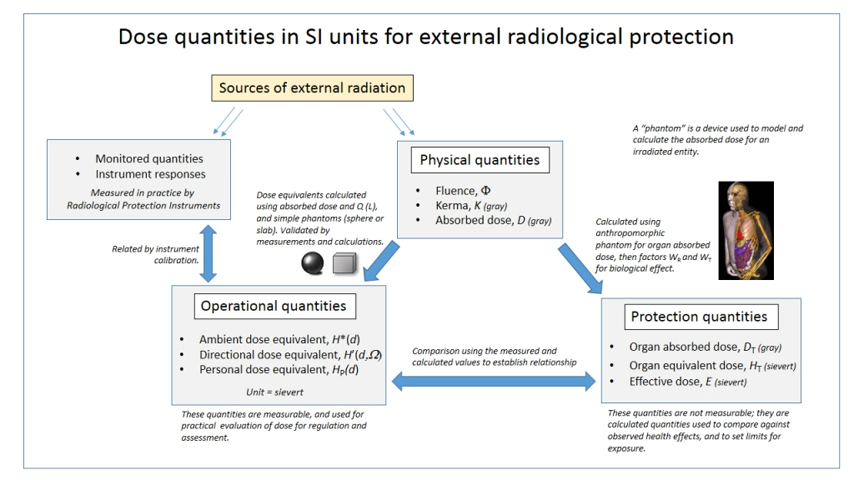 Dose quantities in SI units for external radiological protection
Sources of external radiation
• Monitored quantities
• Instrument responses
Measured in practice by
Radiological Protection Instruments
Physical quantities
• Fluence, Φ
• Kerma, K (gray)
• Absorbed dose, D (gray)
A "phantom" is a device used to model and
calculate the absorbed dose for an
irradiated entity.
Dose equivalents calculated
using absorbed dose and Q (L),
and simple phantoms (sphere or
slab). Validated by
measurements and calculations.
Related by instrument
calibration.
Calculated using
anthropomorphic
phantom for organ absorbed
dose, then factors WR and WT
for biological effect.
Operational quantities
• Ambient dose equivalent, H*(d)
• Directional dose equivalent, H'(d,Ω)
• Personal dose equivalent, HP(d)
Unit = sievert
These quantities are measurable, and used for
practical evaluation of dose for regulation and
assessment.
Comparison using the measured and
calculated values to establish relationship
Protection quantities
• Organ absorbed dose, DT (gray)
• Organ equivalent dose, HT (sievert)
• Effective dose, E (sievert)
These quantities are not measurable; they are
calculated quantities used to compare against
observed health effects, and to set limits for
exposure.